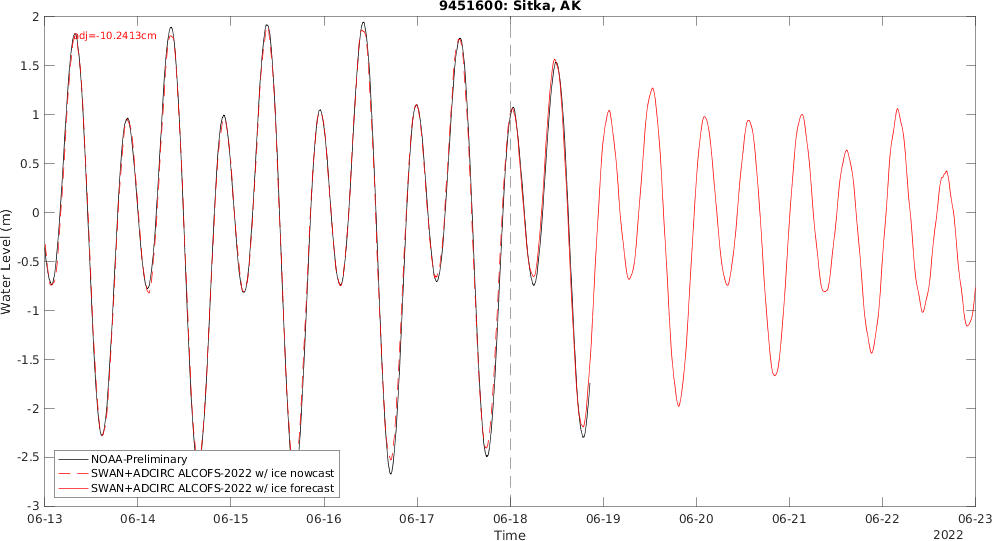 9451600: Sitka, AK
adj=-10.2413cm
2
1.5
1
0.5
0
-0.5
-1
-1.5
-2
-2.5
-3
Water Level (m)
NOAA-Preliminary
SWAN+ADCIRC ALCOFS-2022 w/ ice nowcast
SWAN+ADCIRC ALCOFS-2022 w/ ice forecast
06-13 06-14 06-15 06-16 06-17 06-18 06-19 06-20 06-21 06-22 06-23
Time
2022